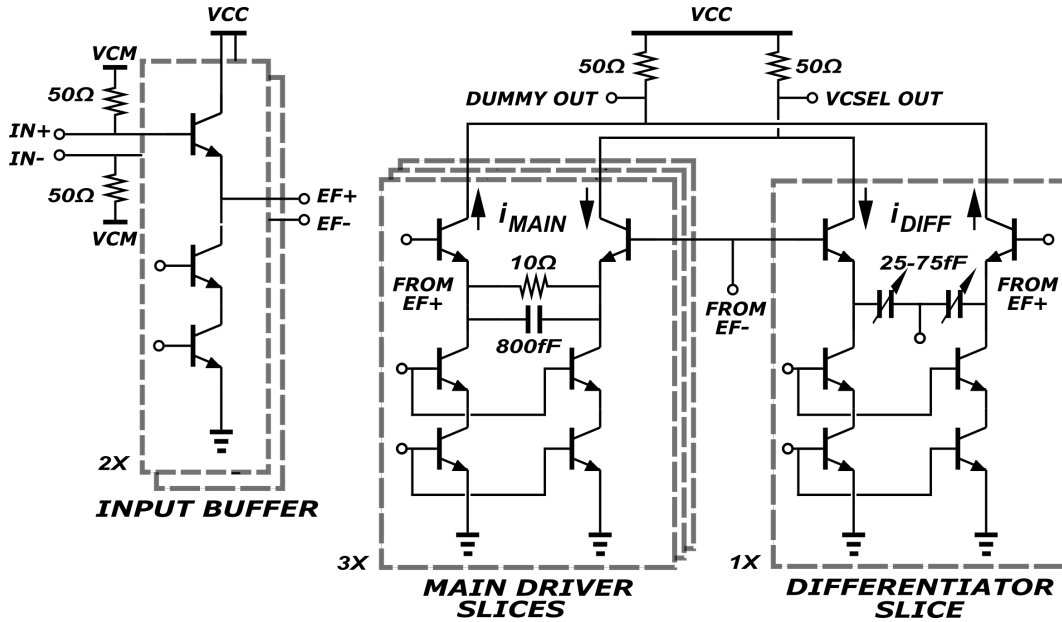 VCC
VCM
50Ω
IN+
IN-
50Ω
VCM
EF+
EF-
2X
INPUT BUFFER
VCC
50Ω
50Ω
DUMMY OUT
VCSEL OUT
iMAIN
10Ω
FROM
EF+
800fF
3X
MAIN DRIVER
SLICES
FROM
EF-
iDIFF
25-75fF
FROM
EF+
1X
DIFFERENTIATOR
SLICE